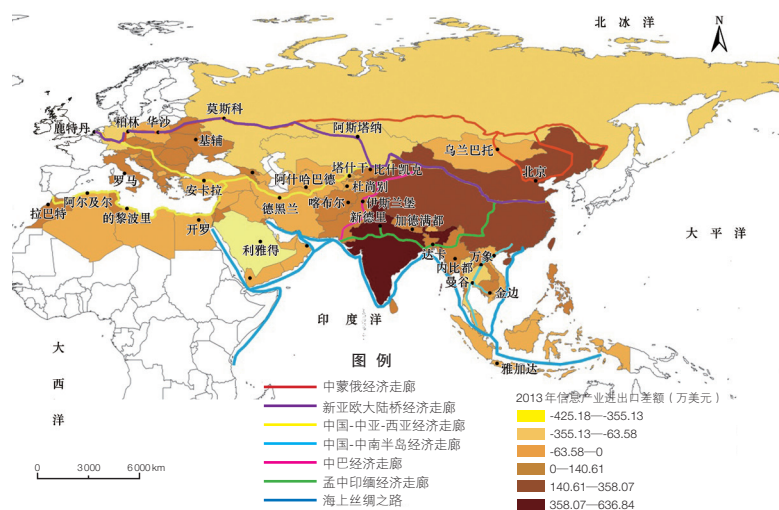 北冰洋
N
莫斯科
鹿特丹
柏林
华沙
阿斯塔纳
基辅
乌兰巴托
塔什干
比什凯克
北京
罗马
阿什哈巴德
杜尚别
安卡拉
阿尔及尔
德黑兰
喀布尔
伊斯兰堡
拉巴特
的黎波里
新德里
加德满都
开罗
太平洋
利雅得
达卡
万象
内比都
曼谷
金边
印度洋
大西洋
雅加达
图例
中蒙俄经济走廊
新亚欧大陆桥经济走廊
中国-中亚-西亚经济走廊
中国-中南半岛经济走廊
中巴经济走廊
孟中印缅经济走廊
海上丝绸之路
2013年信息产业进出口差额（万美元）
-425.18—355.13
-355.13—63.58
-63.58—0
0—140.61
140.61—358.07
358.07—636.84
0 3000 6 000 km